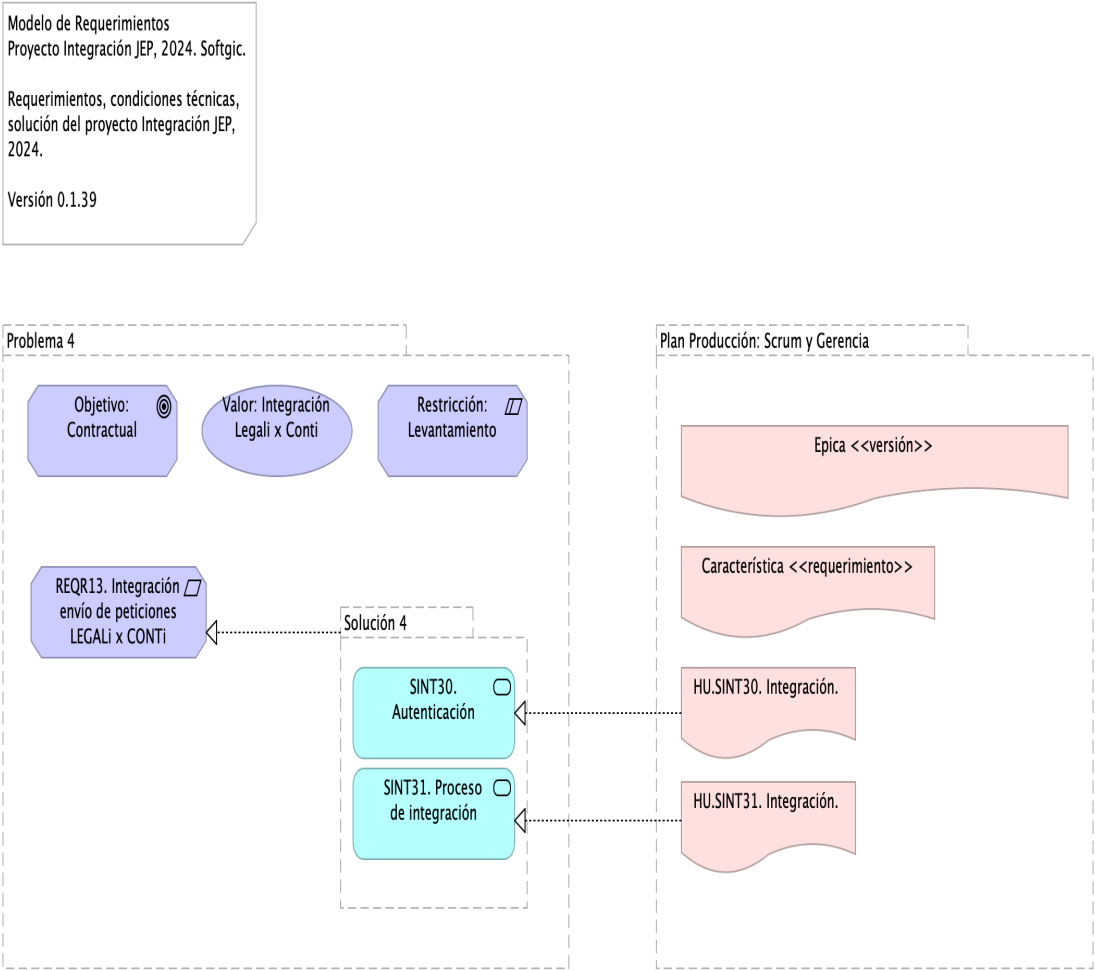 Modelo de Requerimientos
Proyecto Integración JEP, 2024. Softgic.
Requerimientos, condiciones técnicas,
solución del proyecto Integración JEP,
2024.
Versión 0.1.39
Problema 4
Objetivo:
Contractual
Valor: Integración
Legali x Conti
Restricción:
Levantamiento
REQR13. Integración
envío de peticiones
LEGALi x CONTi
Solución 4
SINT30.
Autenticación
SINT31. Proceso
de integración
Plan Producción: Scrum y Gerencia
Epica <<versión>>
Característica <<requerimiento>>
HU.SINT30. Integración.
HU.SINT31. Integración.